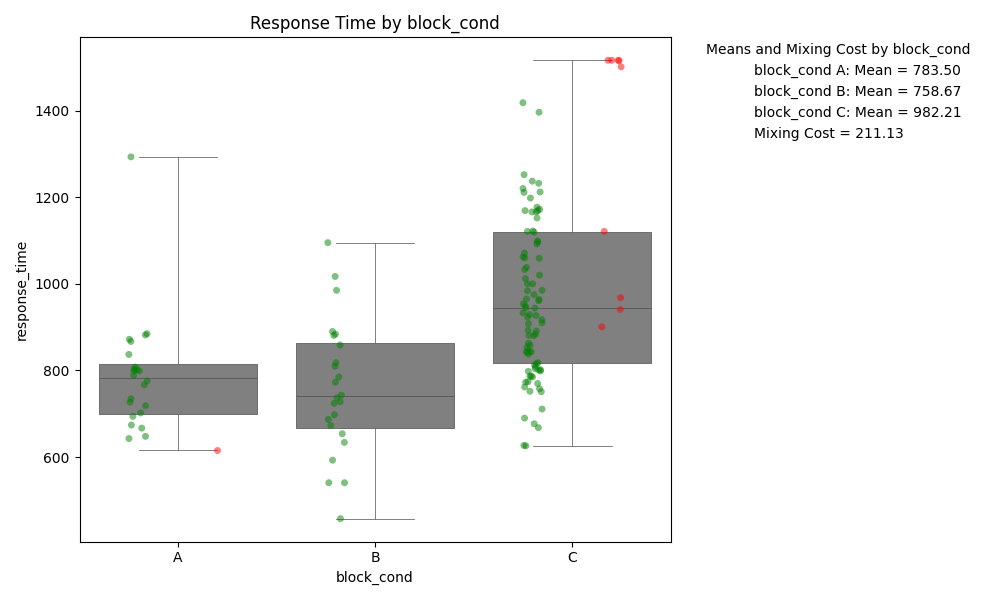 Response Time by block_cond
Means and Mixing Cost by block_cond
block_cond A: Mean = 783.50
block_cond B: Mean = 758.67
block_cond C: Mean = 982.21
Mixing Cost = 211.13
response_time
1400
1200
1000
800
600
A
B
C
block_cond